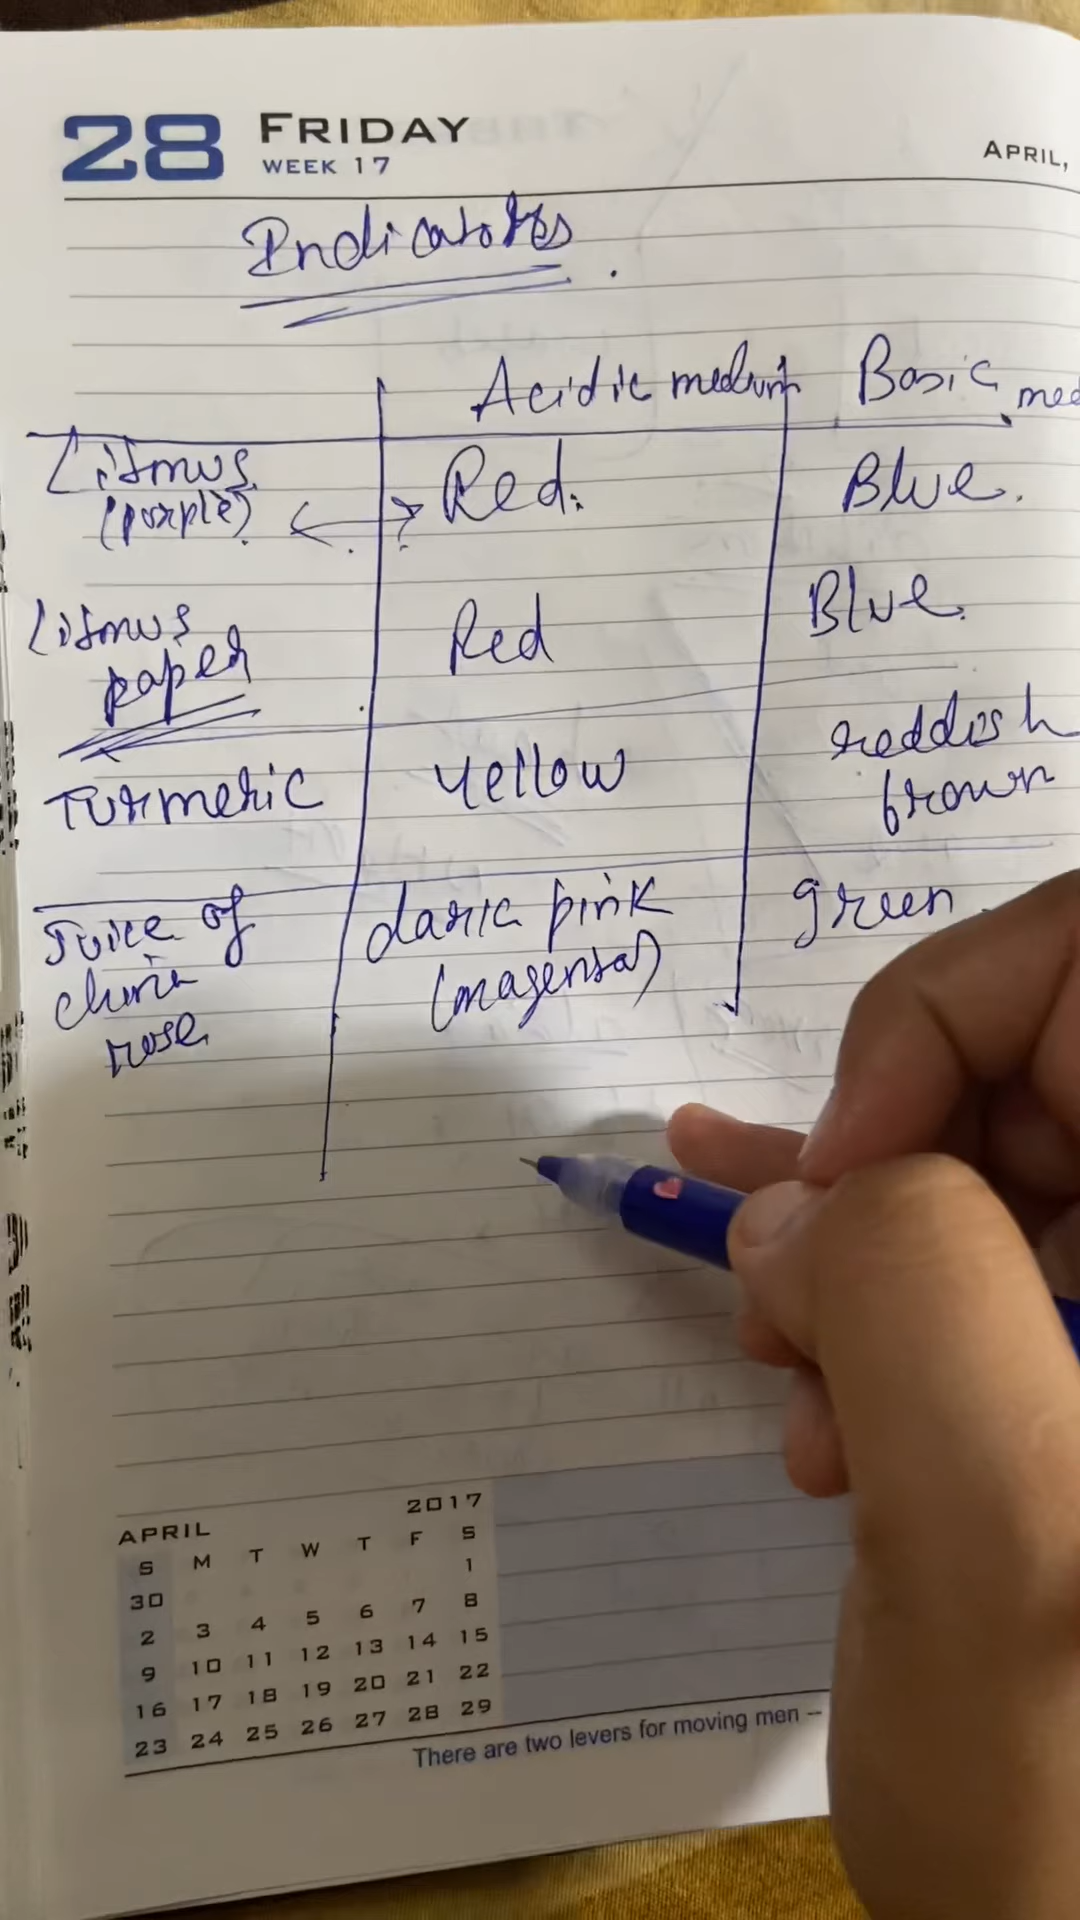 28 FRIDAY
WEEK 17
APRIL,
Indicators
Acidic medium Basic med
Litmus (purple) Red. Blue.
Litmus paper Red Blue.
Turmeric Yellow reddish brown
Juice of china rose dark pink (magenta) green
APRIL 2017
S M T W T F S
30 1
2 3 4 5 6 7 8
9 10 11 12 13 14 15
16 17 18 19 20 21 22
23 24 25 26 27 28 29
There are two levers for moving men --